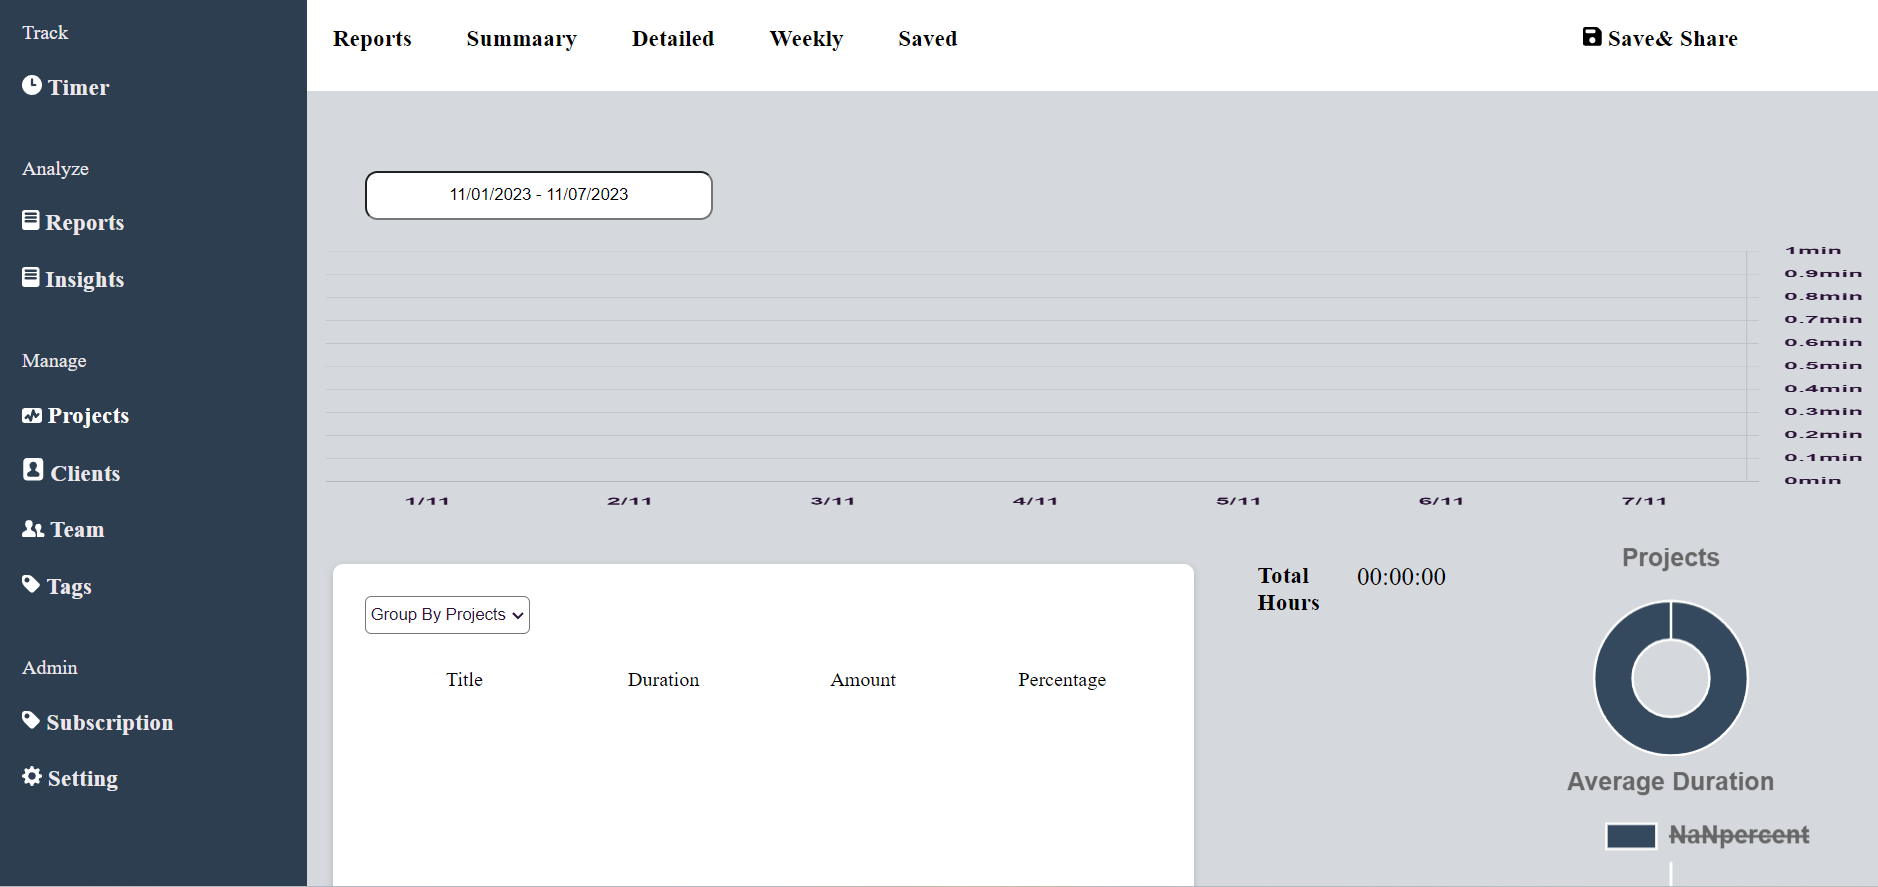 Track
Timer
Analyze
Reports
Insights
Manage
Projects
Clients
Team
Tags
Admin
Subscription
Setting
Reports Summaary Detailed Weekly Saved Save& Share
11/01/2023 - 11/07/2023
1min
0.9min
0.8min
0.7min
0.6min
0.5min
0.4min
0.3min
0.2min
0.1min
0min
1/11 2/11 3/11 4/11 5/11 6/11 7/11
Group By Projects
Title Duration Amount Percentage
Total
Hours
00:00:00
Projects
Average Duration
NaNpercent